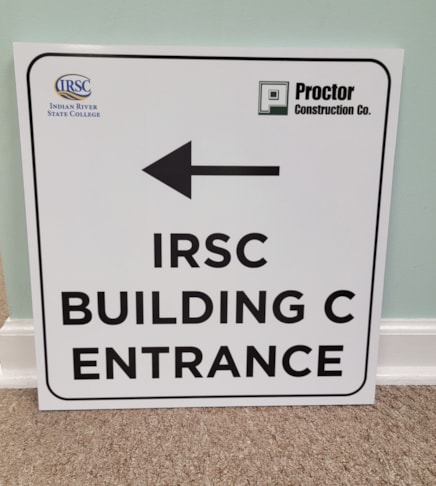 IRSC
INDIAN RIVER
STATE COLLEGE
Proctor
Construction Co.
IRSC
BUILDING C
ENTRANCE